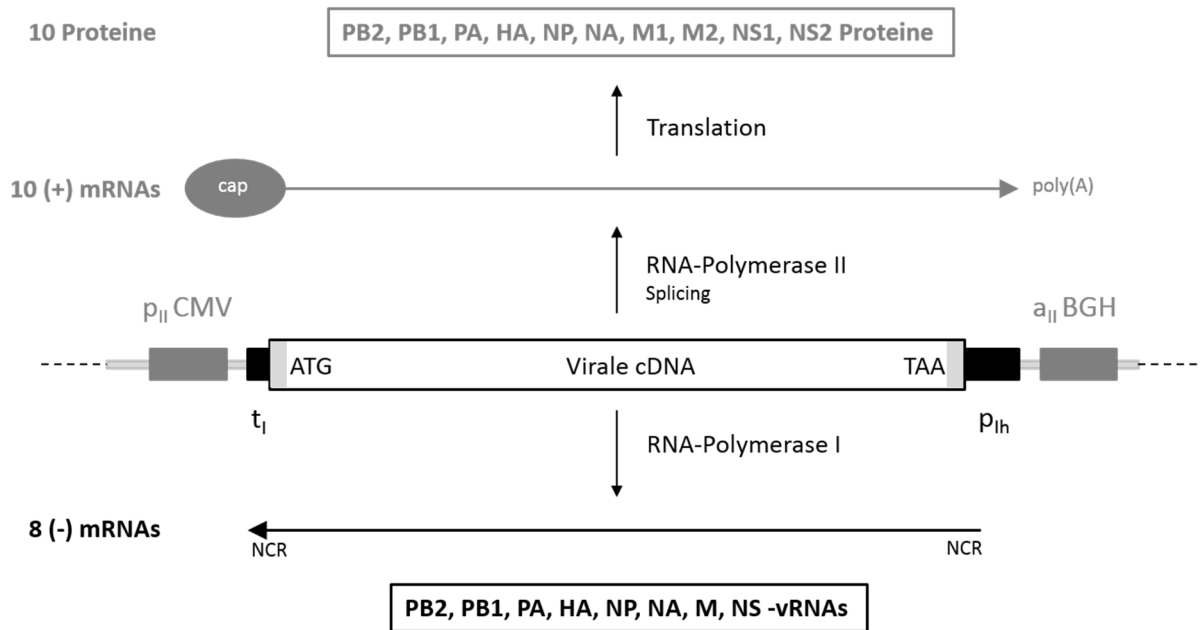 10 Proteine
PB2, PB1, PA, HA, NP, NA, M1, M2, NS1, NS2 Proteine
Translation
10 (+) mRNAs
cap
poly(A)
RNA-Polymerase II
Splicing
pII CMV
aII BGH
ATG
Virale cDNA
TAA
tI
pIh
RNA-Polymerase I
8 (-) mRNAs
NCR
NCR
PB2, PB1, PA, HA, NP, NA, M, NS -vRNAs